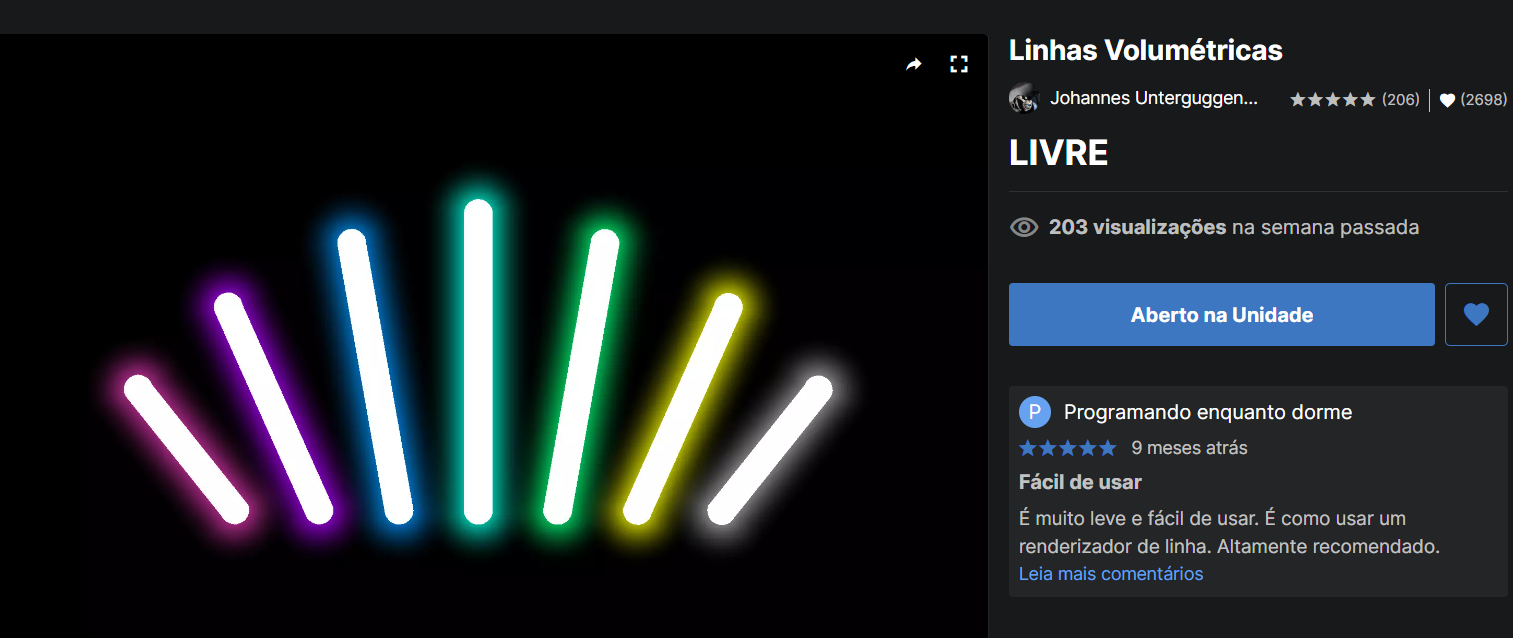 Linhas Volumétricas
Johannes Unterguggen... (206) (2698)
LIVRE
203 visualizações na semana passada
Aberto na Unidade
P Programando enquanto dorme
9 meses atrás
Fácil de usar
É muito leve e fácil de usar. É como usar um
renderizador de linha. Altamente recomendado.
Leia mais comentários